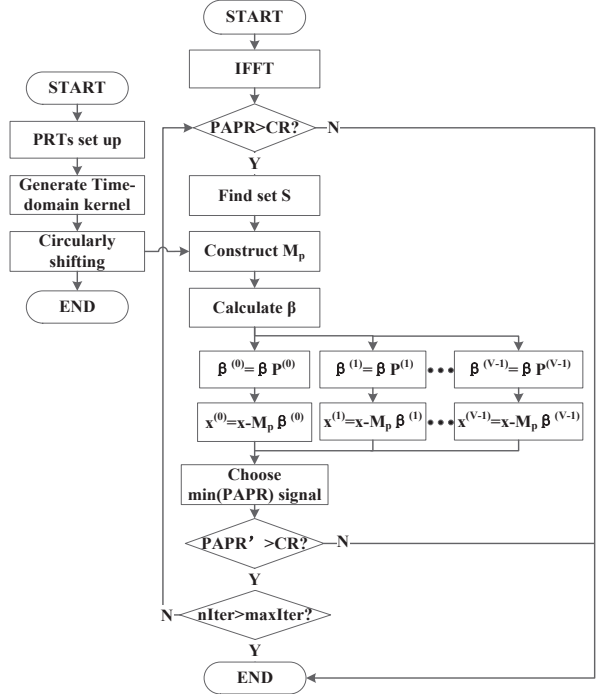 START
PRTs set up
Generate Time-
domain kernel
Circularly
shifting
END
START
IFFT
PAPR>CR?
N
Y
Find set S
Construct Mₚ
Calculate β
β⁽⁰⁾=β P⁽⁰⁾
β⁽¹⁾=β P⁽¹⁾
β⁽ⱽ⁻¹⁾=β P⁽ⱽ⁻¹⁾
x⁽⁰⁾=x-Mₚ β⁽⁰⁾
x⁽¹⁾=x-Mₚ β⁽¹⁾
x⁽ⱽ⁻¹⁾=x-Mₚ β⁽ⱽ⁻¹⁾
Choose
min(PAPR) signal
PAPR’ >CR?
N
Y
N
nIter>maxIter?
Y
END